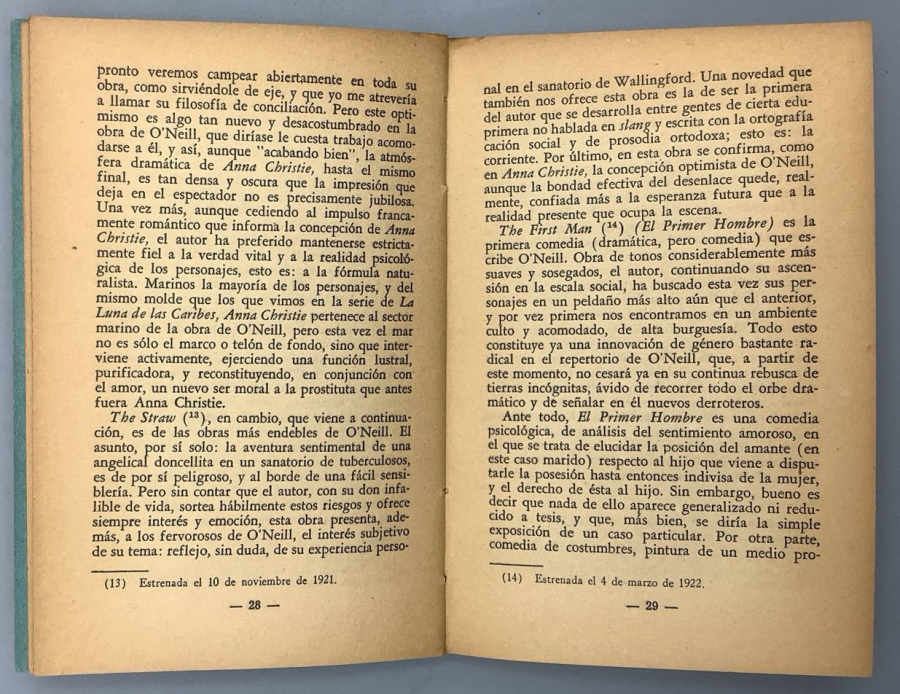 pronto veremos campear abiertamente en toda su
obra, como sirviéndole de eje, y que yo me atrevería
a llamar su filosofía de conciliación. Pero este opti-
mismo es algo tan nuevo y desacostumbrado en la
obra de O'Neill, que diríase le cuesta trabajo acomo-
darse a él, y así, aunque "acabando bien", la atmós-
fera dramática de Anna Christie, hasta el mismo
final, es tan densa y oscura que la impresión que
deja en el espectador no es precisamente jubilosa.
Una vez más, aunque cediendo al impulso franca-
mente romántico que informa la concepción de Anna
Christie, el autor ha preferido mantenerse estricta-
mente fiel a la verdad vital y a la realidad psicoló-
gica de los personajes, esto es: a la fórmula natu-
ralista. Marinos la mayoría de los personajes, y del
mismo molde que los que vimos en la serie de La
Luna de las Caribes, Anna Christie pertenece al sector
marino de la obra de O'Neill, pero esta vez el mar
no es sólo el marco o telón de fondo, sino que inter-
viene activamente, ejerciendo una función lustral,
purificadora, y reconstituyendo, en conjunción con
el amor, un nuevo ser moral a la prostituta que antes
fuera Anna Christie.
The Straw (13), en cambio, que viene a continua-
ción, es de las obras más endebles de O'Neill. El
asunto, por sí solo: la aventura sentimental de una
angelical doncellita en un sanatorio de tuberculosos,
es de por sí peligroso, y al borde de una fácil sensi-
blería. Pero sin contar que el autor, con su don infa-
lible de vida, sortea hábilmente estos riesgos y ofrece
siempre interés y emoción, esta obra presenta, ade-
más, a los fervorosos de O'Neill, el interés subjetivo
de su tema: reflejo, sin duda, de su experiencia perso-
(13) Estrenada el 10 de noviembre de 1921.
— 28 —
nal en el sanatorio de Wallingford. Una novedad que
también nos ofrece esta obra es la de ser la primera
del autor que se desarrolla entre gentes de cierta edu-
primera no hablada en slang y escrita con la ortografía
cación social y de prosodia ortodoxa; esto es: la
corriente. Por último, en esta obra se confirma, como
en Anna Christie, la concepción optimista de O'Neill,
aunque la bondad efectiva del desenlace quede, real-
mente, confiada más a la esperanza futura que a la
realidad presente que ocupa la escena.
The First Man (14) (El Primer Hombre) es la
primera comedia (dramática, pero comedia) que es-
cribe O'Neill. Obra de tonos considerablemente más
suaves y sosegados, el autor, continuando su ascen-
sión en la escala social, ha buscado esta vez sus per-
sonajes en un peldaño más alto aún que el anterior,
y por vez primera nos encontramos en un ambiente
culto y acomodado, de alta burguesía. Todo esto
constituye ya una innovación de género bastante ra-
dical en el repertorio de O'Neill, que, a partir de
este momento, no cesará ya en su continua rebusca de
tierras incógnitas, ávido de recorrer todo el orbe dra-
mático y de señalar en él nuevos derroteros.
Ante todo, El Primer Hombre es una comedia
psicológica, de análisis del sentimiento amoroso, en
el que se trata de elucidar la posición del amante (en
este caso marido) respecto al hijo que viene a dispu-
tarle la posesión hasta entonces indivisa de la mujer,
y el derecho de ésta al hijo. Sin embargo, bueno es
decir que nada de ello aparece generalizado ni redu-
cido a tesis, y que, más bien, se diría la simple
exposición de un caso particular. Por otra parte,
comedia de costumbres, pintura de un medio pro-
(14) Estrenada el 4 de marzo de 1922.
— 29 —